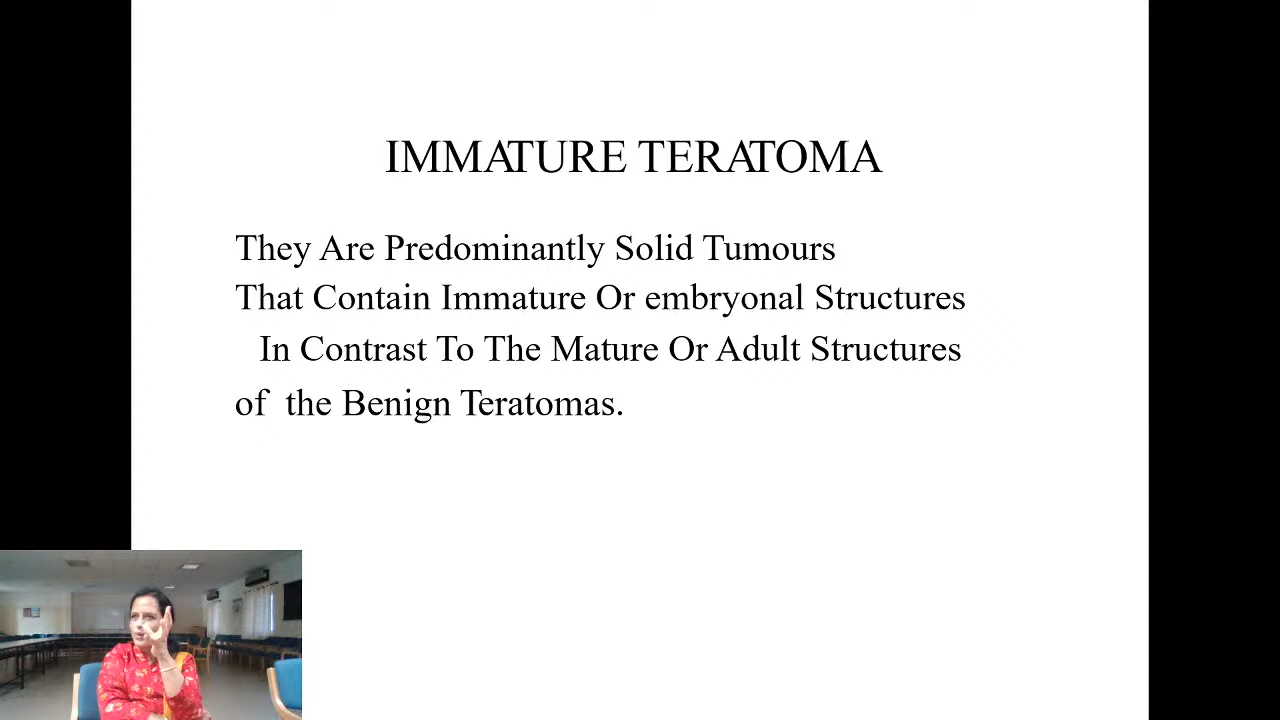 IMMATURE TERATOMA
They Are Predominantly Solid Tumours
That Contain Immature Or embryonal Structures
In Contrast To The Mature Or Adult Structures
of the Benign Teratomas.